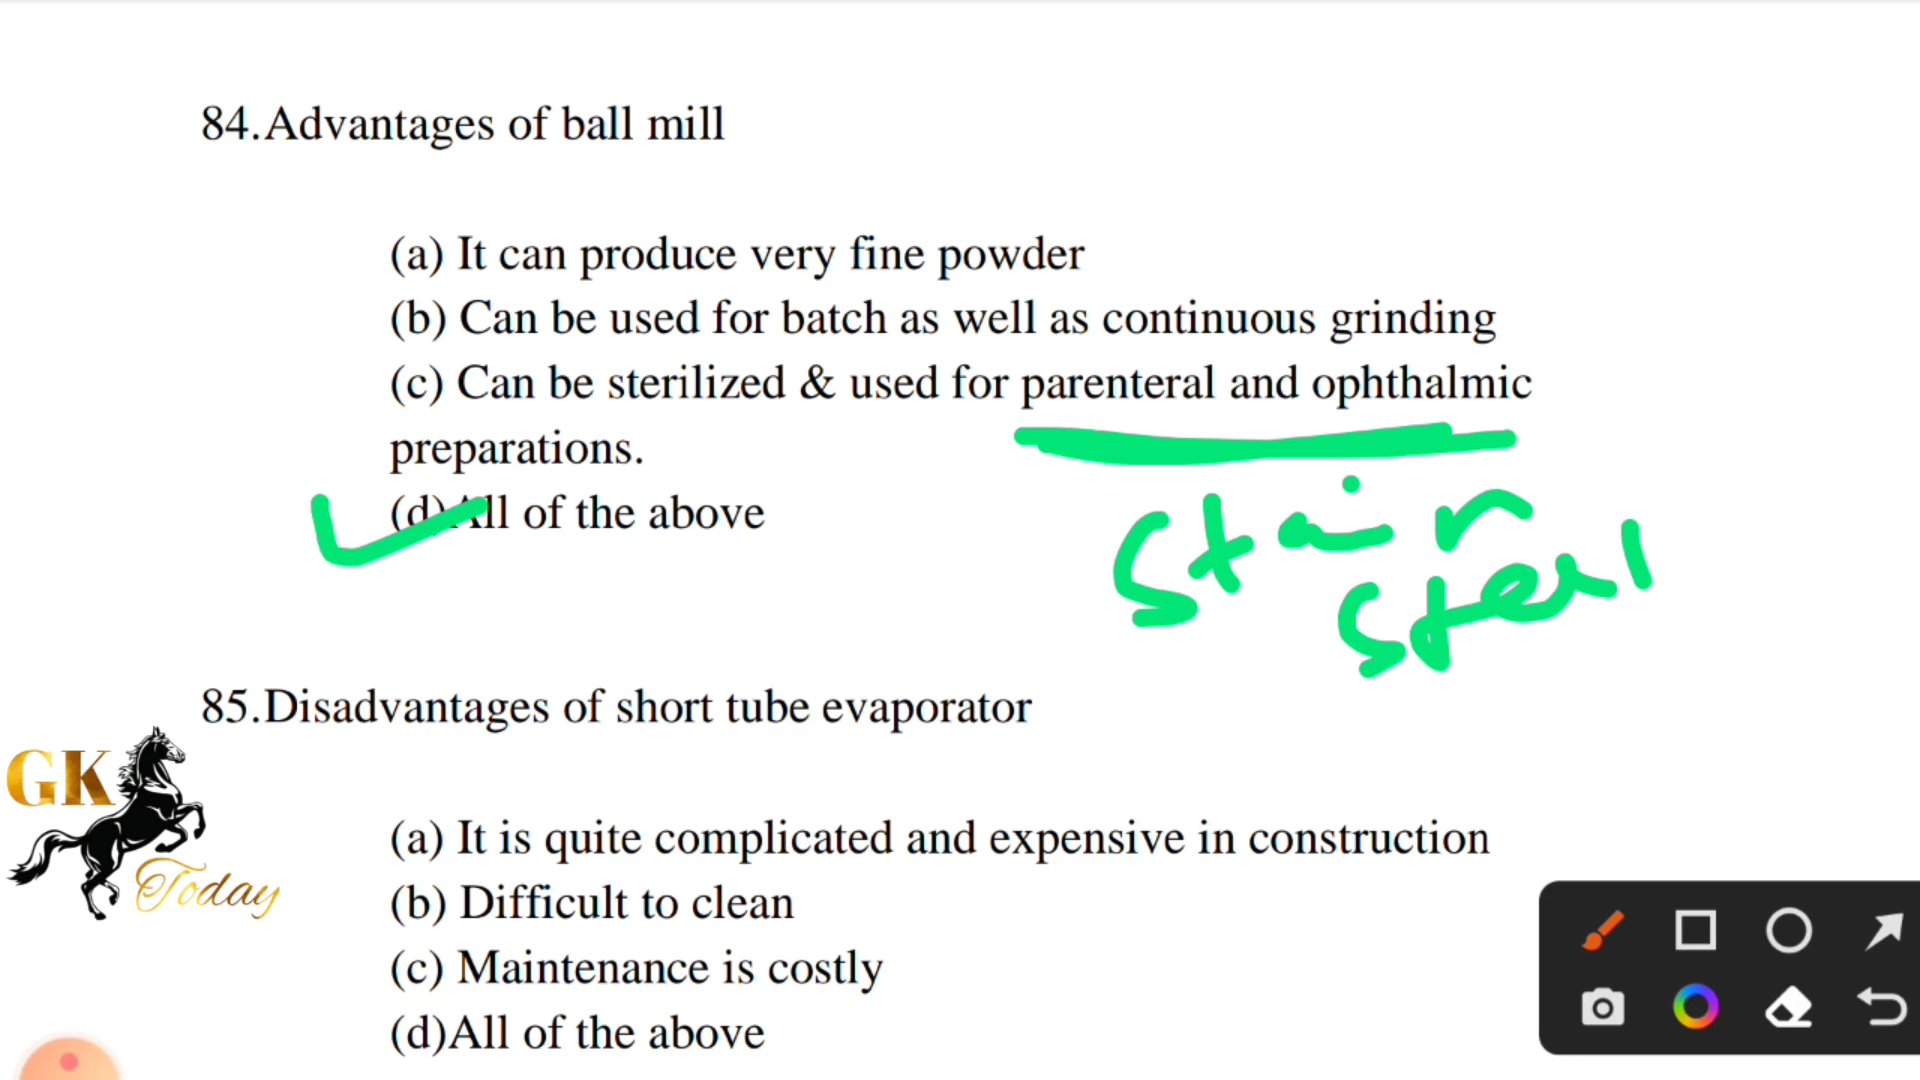 84.Advantages of ball mill
(a) It can produce very fine powder
(b) Can be used for batch as well as continuous grinding
(c) Can be sterilized & used for parenteral and ophthalmic
preparations.
(d)All of the above
85.Disadvantages of short tube evaporator
GK
Today
(a) It is quite complicated and expensive in construction
(b) Difficult to clean
(c) Maintenance is costly
(d)All of the above